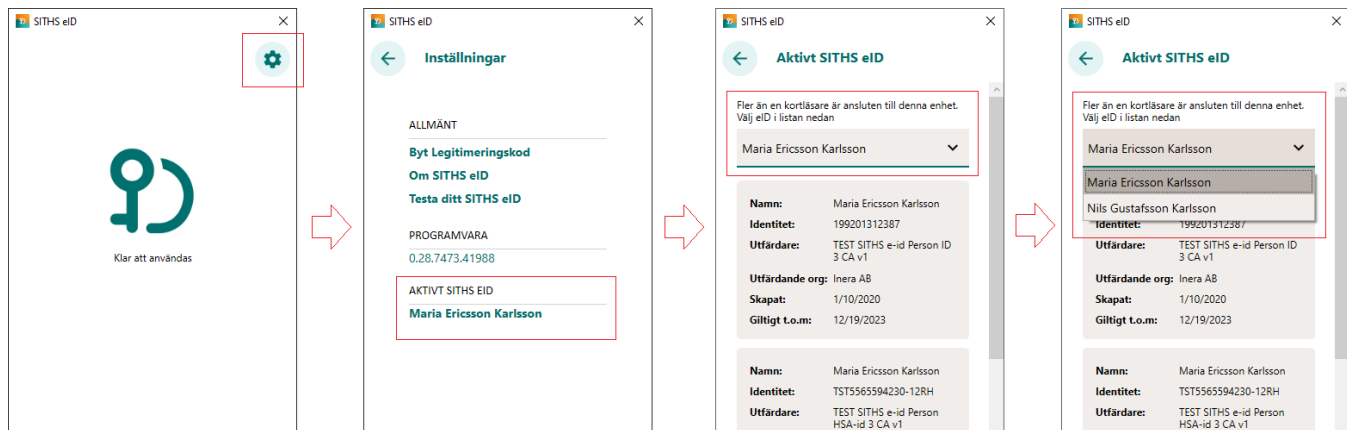 SITHS eID
Klar att användas
SITHS eID
Inställningar
ALLMÄNT
Byt Legitimeringskod
Om SITHS eID
Testa ditt SITHS eID
PROGRAMVARA
0.28.7473.41988
AKTIVT SITHS EID
Maria Ericsson Karlsson
SITHS eID
Aktivt SITHS eID
Fler än en kortläsare är ansluten till denna enhet.
Välj eID i listan nedan
Maria Ericsson Karlsson
Namn: Maria Ericsson Karlsson
Identitet: 199201312387
Utfärdare: TEST SITHS e-id Person ID
3 CA v1
Utfärdande org: Inera AB
Skapat: 1/10/2020
Giltigt t.o.m: 12/19/2023
Namn: Maria Ericsson Karlsson
Identitet: TST5565594230-12RH
Utfärdare: TEST SITHS e-id Person
HSA-id 3 CA v1
SITHS eID
Aktivt SITHS eID
Fler än en kortläsare är ansluten till denna enhet.
Välj eID i listan nedan
Maria Ericsson Karlsson
Maria Ericsson Karlsson
Nils Gustafsson Karlsson
Identitet: 199201312387
Utfärdare: TEST SITHS e-id Person ID
3 CA v1
Utfärdande org: Inera AB
Skapat: 1/10/2020
Giltigt t.o.m: 12/19/2023
Namn: Maria Ericsson Karlsson
Identitet: TST5565594230-12RH
Utfärdare: TEST SITHS e-id Person
HSA-id 3 CA v1